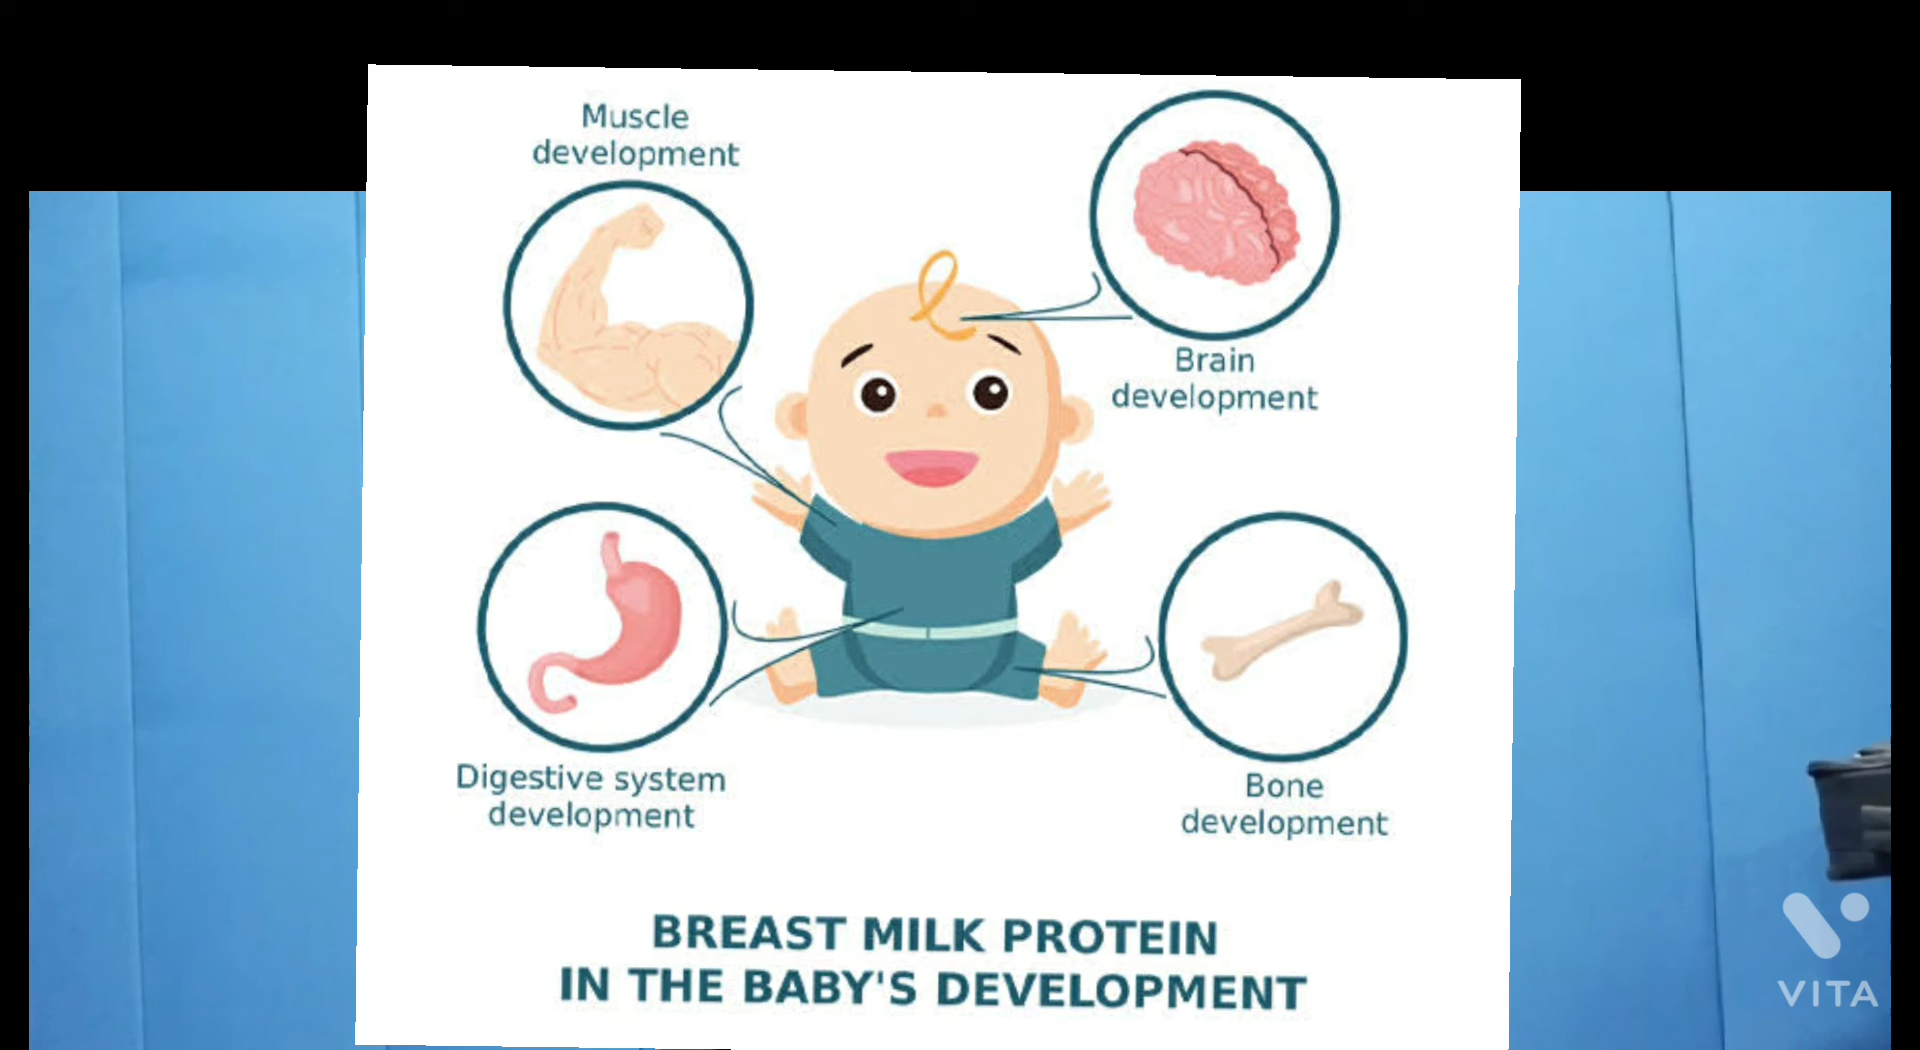 Muscle
development
Brain
development
Digestive system
development
Bone
development
BREAST MILK PROTEIN
IN THE BABY'S DEVELOPMENT
VITA